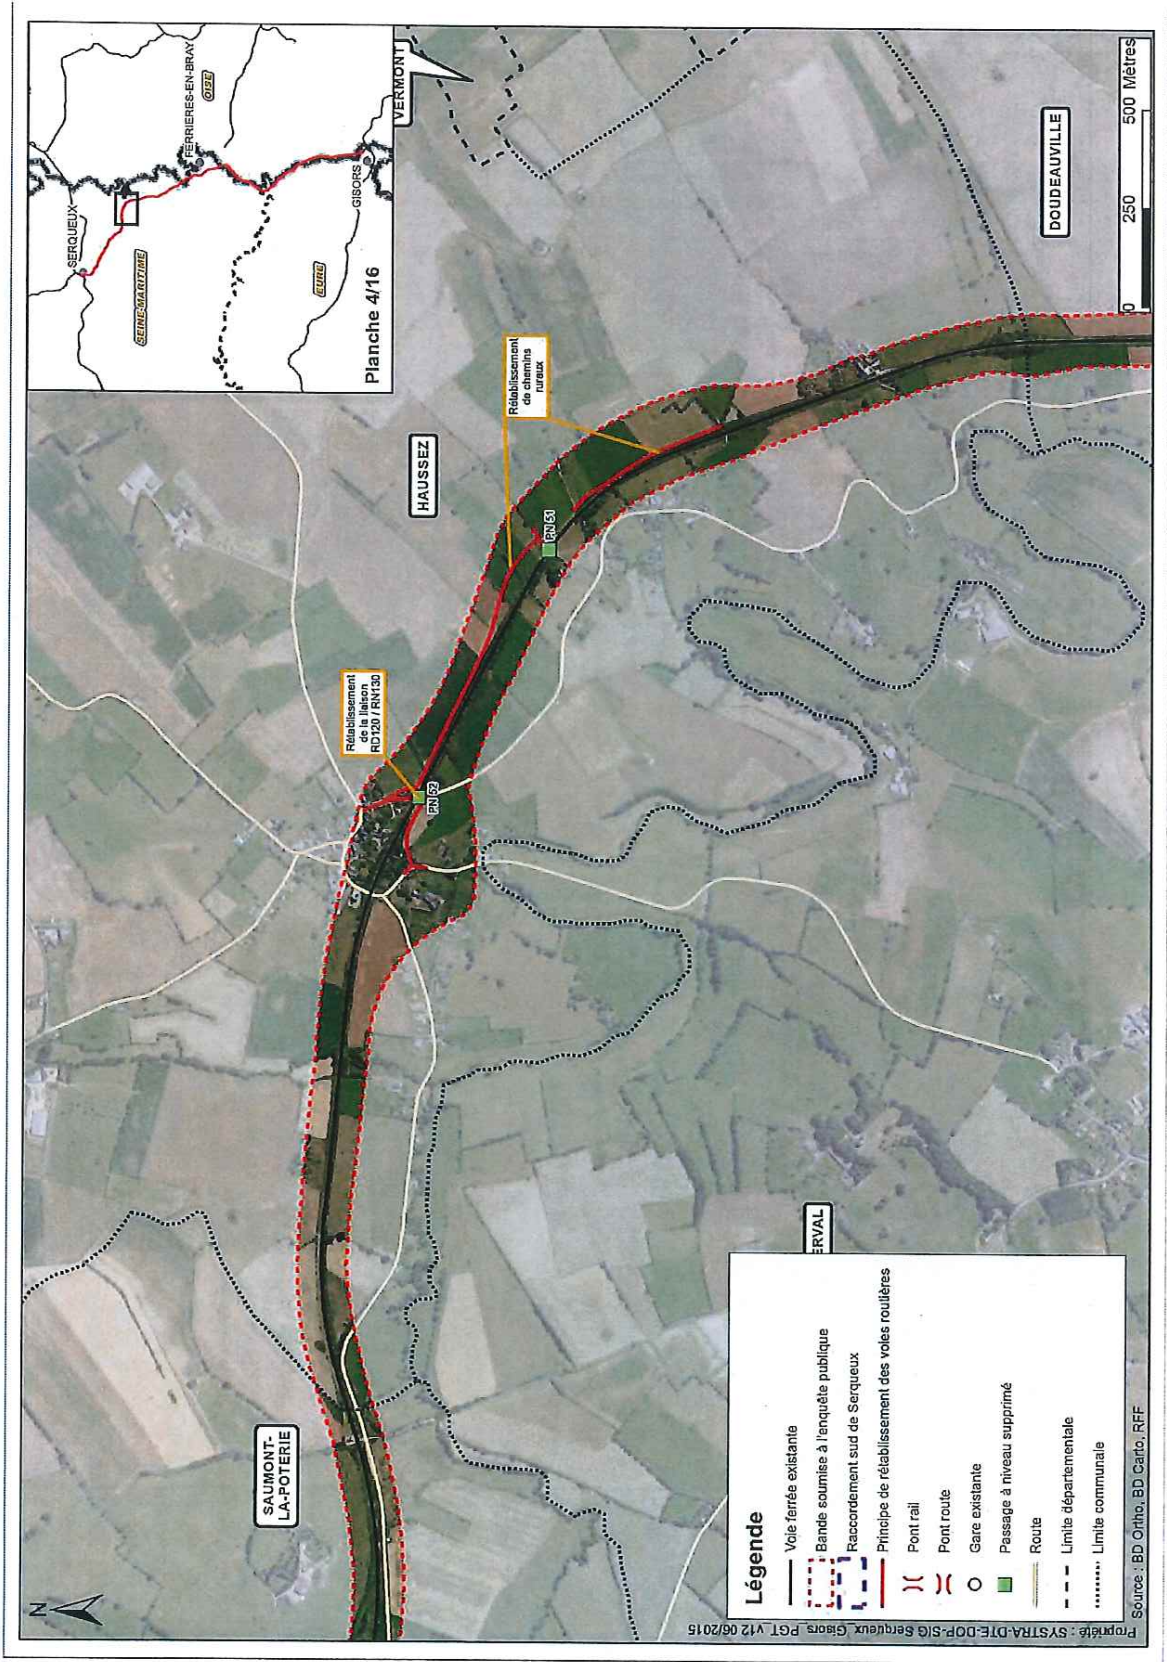 N
SAUMONT-
LA-POTERIE
HAUSSEZ
DOUDEAUVILLE
VERMONT
ERVAL
Rétablissement
de la liaison
RD120 / RN130
Rétablissement
de chemins
ruraux
PN 52
PN 51
SERQUEUX
FERRIERES-EN-BRAY
OISE
SEINE-MARITIME
EURE
GISORS
Planche 4/16
0 250 500 Mètres
Légende
Voie ferrée existante
Bande soumise à l'enquête publique
Raccordement sud de Serqueux
Principe de rétablissement des voies routières
Pont rail
Pont route
Gare existante
Passage à niveau supprimé
Route
Limite départementale
Limite communale
Source : BD Ortho, BD Carto, RFF
Propriété : SYSTRA-DTE-DOP-SIG Serqueux_Gisors_PGT_v12 06/2015